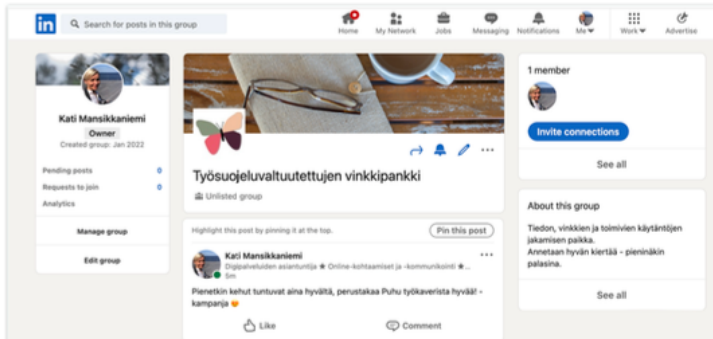 in
Search for posts in this group
Home
My Network
Jobs
Messaging
Notifications
Me
Work
Advertise
Kati Mansikkaniemi
Owner
Created group: Jan 2022
Pending posts 0
Requests to join 0
Analytics
Manage group
Edit group
Työsuojeluvaltuutettujen vinkkipankki
Unlisted group
Highlight this post by pinning it at the top.
Pin this post
Kati Mansikkaniemi
Digipalveluiden asiantuntija ★ Online-kohtaamiset ja -kommunikointi ★...
5m
Pienetkin kehut tuntuvat aina hyvältä, perustakaa Puhu työkaverista hyvää! -
kampanja
Like
Comment
1 member
Invite connections
See all
About this group
Tiedon, vinkkien ja toimivien käytäntöjen
jakamisen paikka.
Annetaan hyvän kiertää - pieninäkin
palasina.
See all